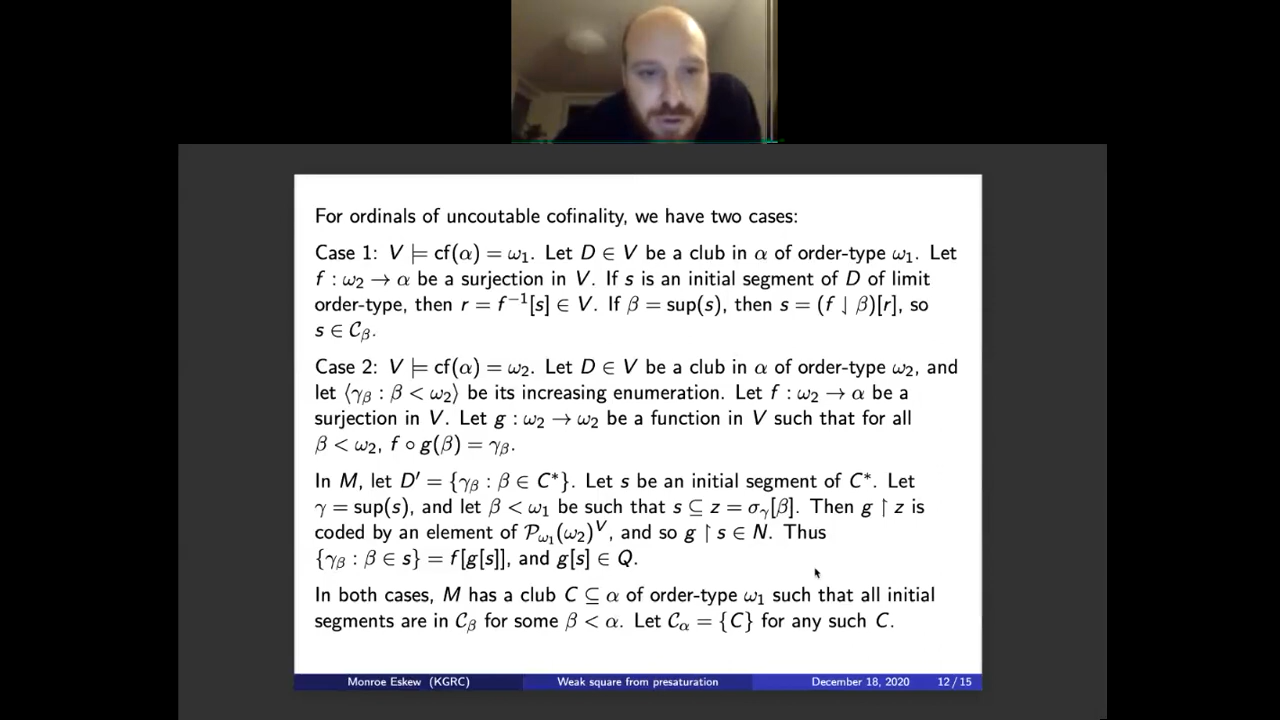 For ordinals of uncoutable cofinality, we have two cases:
Case 1: V ⊨ cf(α) = ω₁. Let D ∈ V be a club in α of order-type ω₁. Let
f : ω₂ → α be a surjection in V. If s is an initial segment of D of limit
order-type, then r = f⁻¹[s] ∈ V. If β = sup(s), then s = (f ⇃ β)[r], so
s ∈ 𝒞_β.
Case 2: V ⊨ cf(α) = ω₂. Let D ∈ V be a club in α of order-type ω₂, and
let ⟨γ_β : β < ω₂⟩ be its increasing enumeration. Let f : ω₂ → α be a
surjection in V. Let g : ω₂ → ω₂ be a function in V such that for all
β < ω₂, f ∘ g(β) = γ_β.
In M, let D′ = {γ_β : β ∈ C*}. Let s be an initial segment of C*. Let
γ = sup(s), and let β < ω₁ be such that s ⊆ z = σ_γ[β]. Then g ↾ z is
coded by an element of 𝒫_ω₁(ω₂)^V, and so g ↾ s ∈ N. Thus
{γ_β : β ∈ s} = f[g[s]], and g[s] ∈ Q.
In both cases, M has a club C ⊆ α of order-type ω₁ such that all initial
segments are in 𝒞_β for some β < α. Let 𝒞_α = {C} for any such C.
Monroe Eskew (KGRC) Weak square from presaturation December 18, 2020 12 / 15